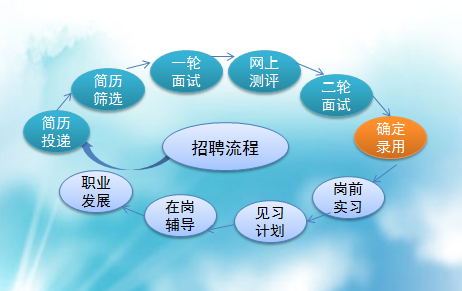 简历
投递
简历
筛选
一轮
面试
网上
测评
二轮
面试
确定
录用
招聘流程
岗前
实习
见习
计划
在岗
辅导
职业
发展